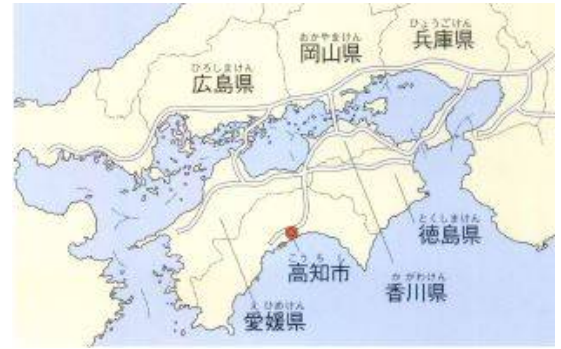 ひょうごけん
兵庫県
おかやまけん
岡山県
ひろしまけん
広島県
とくしまけん
徳島県
こうちし
高知市
かがわけん
香川県
えひめけん
愛媛県